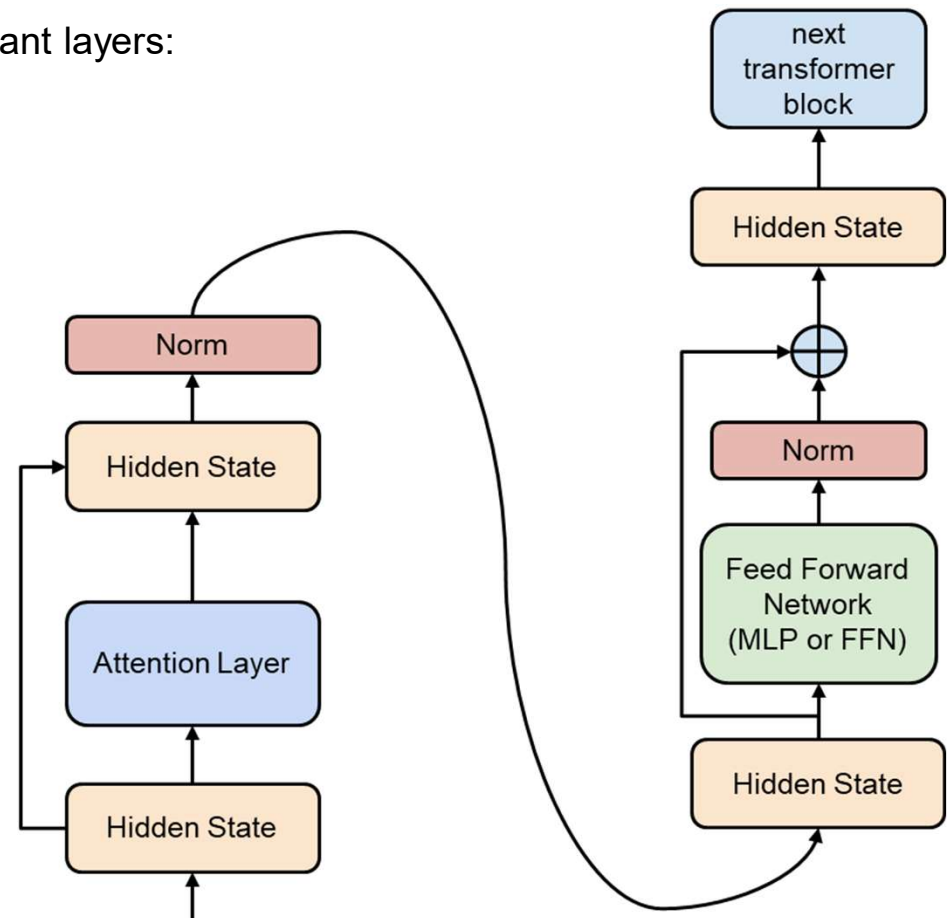 ant layers:
next
transformer
block
Hidden State
Norm
Feed Forward
Network
(MLP or FFN)
Hidden State
Norm
Hidden State
Attention Layer
Hidden State